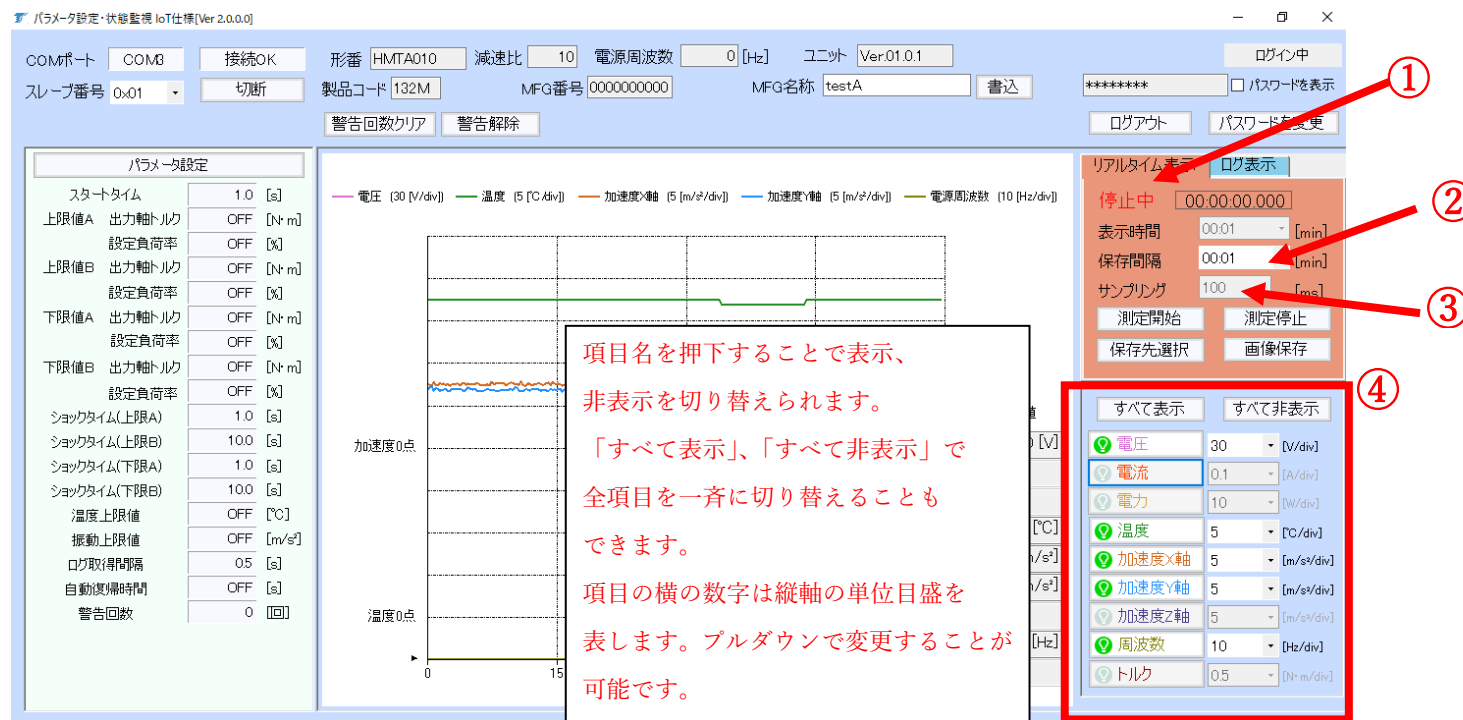 パラメータ設定・状態監視 IoT仕様[Ver 2.0.0.0]
COMポート COM3 接続OK 形番 HMTA010 減速比 10 電源周波数 0 [Hz] ユニット Ver.01.0.1 ログイン中
スレーブ番号 0x01 切断 製品コード 132M MFG番号 0000000000 MFG名称 testA 書込 ******** パスワードを表示
警告回数クリア 警告解除 ログアウト パスワードを変更
①
②
③
④
パラメータ設定
スタートタイム 1.0 [s]
上限値A 出力軸トルク OFF [N・m]
設定負荷率 OFF [%]
上限値B 出力軸トルク OFF [N・m]
設定負荷率 OFF [%]
下限値A 出力軸トルク OFF [N・m]
設定負荷率 OFF [%]
下限値B 出力軸トルク OFF [N・m]
設定負荷率 OFF [%]
ショックタイム(上限A) 1.0 [s]
ショックタイム(上限B) 10.0 [s]
ショックタイム(下限A) 1.0 [s]
ショックタイム(下限B) 10.0 [s]
温度上限値 OFF [℃]
振動上限値 OFF [m/s²]
ログ取得間隔 0.5 [s]
自動復帰時間 OFF [s]
警告回数 0 [回]
電圧 (30 [V/div]) 温度 (5 [℃/div]) 加速度X軸 (5 [m/s²/div]) 加速度Y軸 (5 [m/s²/div]) 電源周波数 (10 [Hz/div])
加速度0点
温度0点
0 15
項目名を押下することで表示、
非表示を切り替えられます。
「すべて表示」、「すべて非表示」で
全項目を一斉に切り替えることも
できます。
項目の横の数字は縦軸の単位目盛を
表します。プルダウンで変更することが
可能です。
[V]
[℃]
/s²]
/s²]
[Hz]
リアルタイム表示 ログ表示
停止中 00:00:00.000
表示時間 00:01 [min]
保存間隔 00:01 [min]
サンプリング 100 [ms]
測定開始 測定停止
保存先選択 画像保存
すべて表示 すべて非表示
電圧 30 [V/div]
電流 0.1 [A/div]
電力 10 [W/div]
温度 5 [℃/div]
加速度X軸 5 [m/s²/div]
加速度Y軸 5 [m/s²/div]
加速度Z軸 5 [m/s²/div]
周波数 10 [Hz/div]
トルク 0.5 [N・m/div]